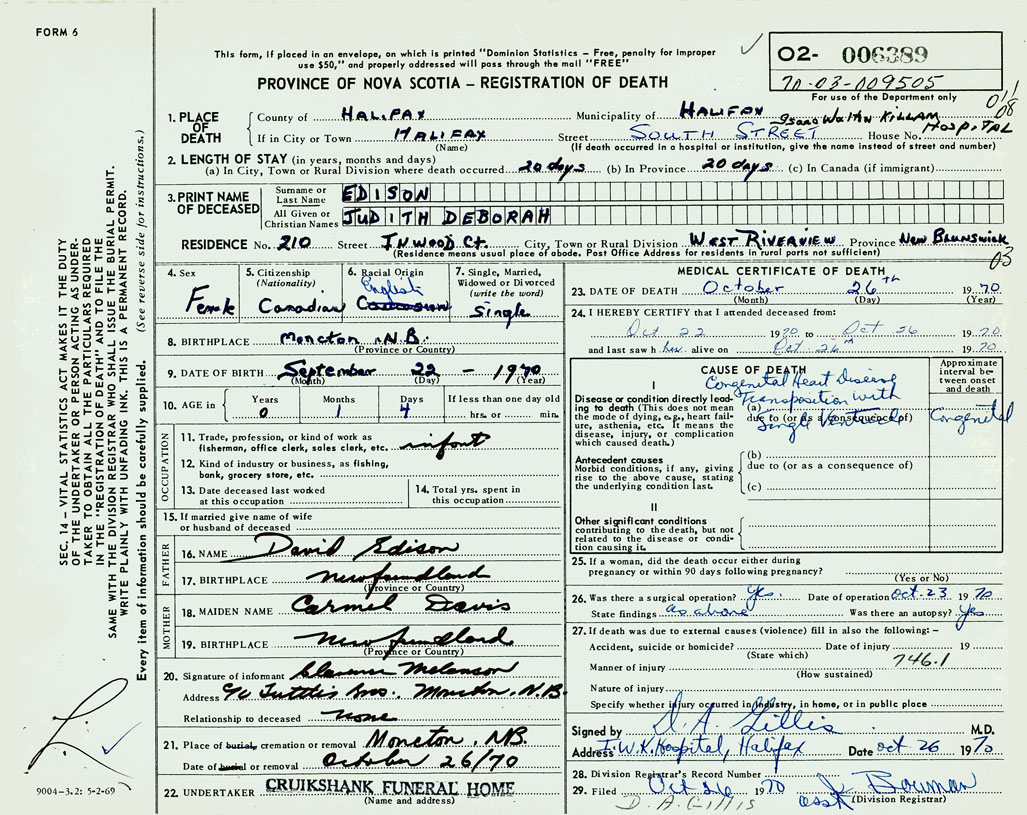 FORM 6
This form, if placed in an envelope, on which is printed "Dominion Statistics – Free, penalty for improper
use $50," and properly addressed will pass through the mail "FREE"
PROVINCE OF NOVA SCOTIA – REGISTRATION OF DEATH
02- 006389
70-03-009505
For use of the Department only
011
08
1. PLACE OF DEATH
County of HALIFAX Municipality of HALIFAX Isaac Walton KILLAM
If in City or Town HALIFAX Street SOUTH STREET House No. HOSPITAL
(Name) (If death occurred in a hospital or institution, give the name instead of street and number)
2. LENGTH OF STAY (in years, months and days)
(a) In City, Town or Rural Division where death occurred 20 days (b) In Province 20 days (c) In Canada (if immigrant)
3. PRINT NAME OF DECEASED
Surname or Last Name EDISON
All Given or Christian Names JUDITH DEBORAH
RESIDENCE No. 210 Street INWOOD Ct. City, Town or Rural Division WEST RIVERVIEW Province New Brunswick
(Residence means usual place of abode. Post Office Address for residents in rural parts not sufficient)
03
4. Sex Female
5. Citizenship (Nationality) Canadian
6. Racial Origin English
7. Single, Married, Widowed or Divorced (write the word) Single
8. BIRTHPLACE Moncton N.B.
(Province or Country)
9. DATE OF BIRTH September 22 – 1970
(Month) (Day) (Year)
10. AGE in Years 0 Months 1 Days 4 If less than one day old hrs. or min.
OCCUPATION
11. Trade, profession, or kind of work as
fisherman, office clerk, sales clerk, etc. infant
12. Kind of industry or business, as fishing,
bank, grocery store, etc.
13. Date deceased last worked
at this occupation
14. Total yrs. spent in
this occupation
15. If married give name of wife
or husband of deceased
FATHER
16. NAME David Edison
17. BIRTHPLACE Newfoundland
(Province or Country)
MOTHER
18. MAIDEN NAME Carmel Davis
19. BIRTHPLACE Newfoundland
(Province or Country)
20. Signature of informant Clarence Melanson
Address c/o Tuttles Bros. Moncton, N.B.
Relationship to deceased none
21. Place of burial, cremation or removal Moncton, NB
Date of burial or removal October 26/70
22. UNDERTAKER CRUIKSHANK FUNERAL HOME
(Name and address)
MEDICAL CERTIFICATE OF DEATH
23. DATE OF DEATH October 26th 1970
(Month) (Day) (Year)
24. I HEREBY CERTIFY that I attended deceased from:
Oct 22 1970 to Oct 26 1970
and last saw her alive on Oct 26th 1970
CAUSE OF DEATH
Approximate interval between onset and death
I
Disease or condition directly leading to death (This does not
mean the mode of dying, e.g., heart failure, asthenia, etc. It means the
disease, injury, or complication
which caused death.)
Congenital Heart Disease
(a) Transposition with
due to (or as a consequence of)
Single Ventricle
Congenital
Antecedent causes
Morbid conditions, if any, giving
rise to the above cause, stating
the underlying condition last.
(b)
due to (or as a consequence of)
(c)
II
Other significant conditions
contributing to the death, but not
related to the disease or condition
causing it.
25. If a woman, did the death occur either during
pregnancy or within 90 days following pregnancy?
(Yes or No)
26. Was there a surgical operation? Yes Date of operation Oct. 23 1970
State findings as above Was there an autopsy? Yes
27. If death was due to external causes (violence) fill in also the following:–
Accident, suicide or homicide? Date of injury 19
(State which)
746.1
Manner of injury
(How sustained)
Nature of injury
Specify whether injury occurred in industry, in home, or in public place
Signed by D. A. Gillis M.D.
Address I.W.K. Hospital, Halifax Date Oct 26 1970
28. Division Registrar's Record Number
29. Filed Oct 26 1970 J. Bowman
D. A. GILLIS asst (Division Registrar)
SEC. 14 – VITAL STATISTICS ACT MAKES IT THE DUTY
OF THE UNDERTAKER OR PERSON ACTING AS UNDER-
TAKER TO OBTAIN ALL THE PARTICULARS REQUIRED
IN THE "REGISTRATION OF DEATH" AND TO FILE THE
SAME WITH THE DIVISION REGISTRAR WHO SHALL ISSUE THE BURIAL PERMIT.
WRITE PLAINLY WITH UNFADING INK. THIS IS A PERMANENT RECORD.
Every item of information should be carefully supplied. (See reverse side for instructions.)
9004–3.2: 5-2-69